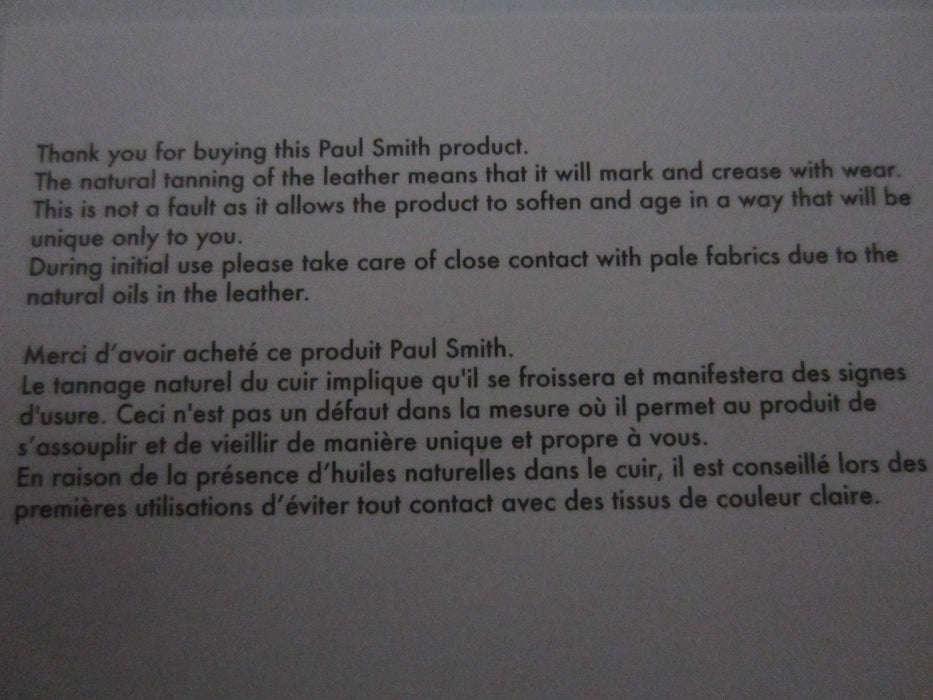 Thank you for buying this Paul Smith product.
The natural tanning of the leather means that it will mark and crease with wear.
This is not a fault as it allows the product to soften and age in a way that will be
unique only to you.
During initial use please take care of close contact with pale fabrics due to the
natural oils in the leather.
Merci d’avoir acheté ce produit Paul Smith.
Le tannage naturel du cuir implique qu'il se froissera et manifestera des signes
d'usure. Ceci n'est pas un défaut dans la mesure où il permet au produit de
s’assouplir et de vieillir de manière unique et propre à vous.
En raison de la présence d’huiles naturelles dans le cuir, il est conseillé lors des
premières utilisations d’éviter tout contact avec des tissus de couleur claire.